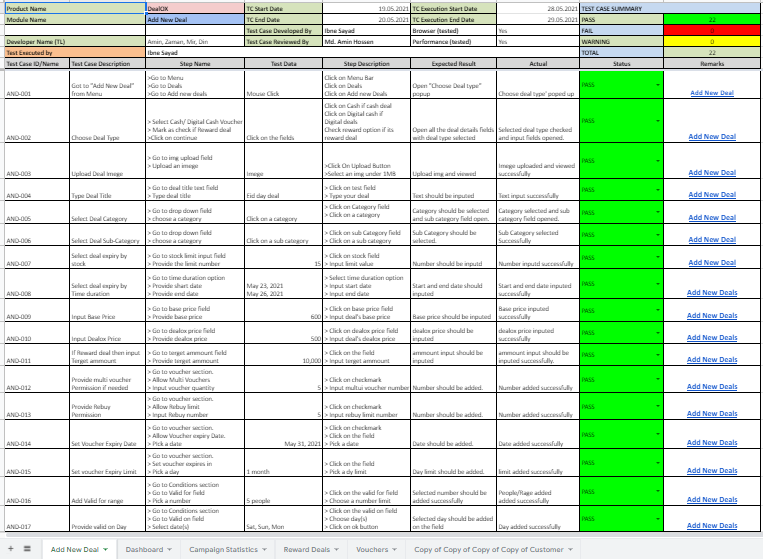 Product Name DealOX TC Start Date 19.05.2021 TC Execution Start Date 28.05.2021 TEST CASE SUMMARY
Module Name Add New Deal TC End Date 20.05.2021 TC Execution End Date 29.05.2021 PASS 22
Test Case Developed By Ibne Sayad Browser (tested) Yes FAIL 0
Developer Name (TL) Amin, Zaman, Mir, Din Test Case Reviewed By Md. Amin Hossen Performance (tested) Yes WARNING 0
Test Executed by Ibne Sayad TOTAL 22
Test Case ID/Name Test Case Description Step Name Test Data Step Description Expected Result Actual Status Remarks
>Go to Menu Click on Menu Bar
Got to "Add New Deal" >Go to Deals Click on Deals Open "Choose Deal type" PASS
AND-001 from Menu >Go to Add new deals Mouse Click Click on Add new Deal popup Choose deal type' poped up Add New Deal
Click on Cash if cash deal
Click on Digital cash if
> Select Cash/ Digital Cash Voucher Digital deals PASS
> Mark as check if Reward deal Check reward option if its Open all the deal details fields Selected deal type checked
AND-002 Choose Deal Type >Click on continue Click on the fields reward deal with deal type selected and input fields opened. Add New Deal
> Go to img upload field
> Upload an imege >Click On Upload Button Imege uploaded and viewed PASS
AND-003 Upload Deal Imege Imege >Select an img under 1MB Upload img and viewed successfully Add New Deal
> Go to deal title text field > Click on test field PASS
AND-004 Type Deal Title > Type deal title Eid day deal > Type your deal Text should be inputed Text input successfully Add New Deal
> Go to drop down field > Click on Category field Category should be selected Category selected and sub PASS
AND-005 Select Deal Category > choose a category Click on a category > Click on a category and sub category field open. category field opened. Add New Deal
> Go to drop down field > Click on sub Category field Sub Category should be Sub Category selected PASS
AND-006 Select Deal Sub-Category > choose a category Click on a sub category > Click on a sub category selected. Successfully Add New Deal
Select deal expiry by > Go to stock limit input field > Click on stock field PASS
AND-007 stock > Provide the limit number 15 > Input limit value Number should be inputd Number inputd successfully Add New Deal
> Go to time duration option > Select time duration option
Select deal expiry by > Provide start date May 23, 2021 > Input start date Start and end date should Start and end date inputed PASS
AND-008 Time duration > Provide end date May 26, 2021 > Input end date inputed successfully Add New Deals
> Go to base price field > Click on base price field Base price inputed PASS
AND-009 Input Base Price > Provide base price 600 > Input deal's base price Base price should be inputed successfully Add New Deals
> Go to dealox price field > Click on dealox price field dealox price should be dealox price inputed PASS
AND-010 Input Dealox Price > Provide dealox price 500 > Input deal's dealox price inputed successfully Add New Deals
If Reward deal then input > Go to terget ammount field > Click on the field ammount input should be ammount input should be PASS
AND-011 Terget ammount > Provide terget ammount 10,000 > Input terget ammount inputed inputed successfully. Add New Deals
> Go to voucher section.
Provide multi voucher > Allow Multi Vouchers > Click on checkmark PASS
AND-012 Permission if needed > Input voucher quantity 5 > Input multui voucher number Number should be added. Number added successfully Add New Deals
> Go to voucher section.
Provide Rebuy > Allow Rebuy limit > Click on checkmark PASS
AND-013 Permission > Input Rebuy number 5 > Input rebuy limit number Number should be added. Number added successfully Add New Deals
> Go to voucher section. > Click on checkmark
> Allow Voucher expiry Date. > Click on the field PASS
AND-014 Set Voucher Expiry Date > Pick a date May 31, 2021 > Pick a date Date should be added. Date added successfully Add New Deals
> Go to voucher section.
> Set voucher expires in > Click on the field PASS
AND-015 Set voucher Expiry Limit > Pick a day 1 month > Pick a dy limit Day limit should be added. limit added successfully Add New Deals
> Go to Conditions section
> Go to Valid for field > Click on the valid for field Selected number should be People/Rage added PASS
AND-016 Add Valid for range > Pick a number 5 people > Choose a number limit added successfully added successfully Add New Deals
> Go to Conditions section > Click on the valid on field
> Go to Valid on field > Choose day(s) Selected day should be added PASS
AND-017 Provide valid on Day > Select date(s) Sat, Sun, Mon > Click on ok button on the field Day added successfully Add New Deals
Add New Deal Dashboard Campaign Statistics Reward Deals Vouchers Copy of Copy of Copy of Copy of Customer